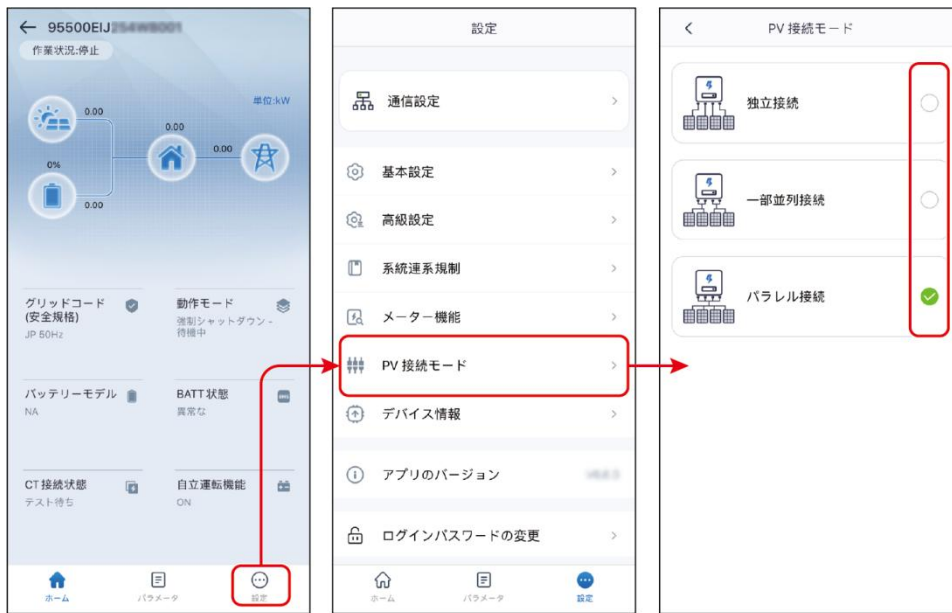 95500EIJ
作業状況:停止
単位:kW
0.00
0.00
0.00
0%
0.00
グリッドコード
(安全規格)
JP 50Hz
動作モード
強制シャットダウン -
待機中
バッテリーモデル
NA
BATT 状態
異常な
CT 接続状態
テスト待ち
自立運転機能
ON
ホーム
パラメータ
設定
設定
通信設定
基本設定
高級設定
系統連系規制
メーター機能
PV 接続モード
デバイス情報
アプリのバージョン
ログインパスワードの変更
ホーム
パラメータ
設定
PV 接続モード
独立接続
一部並列接続
パラレル接続